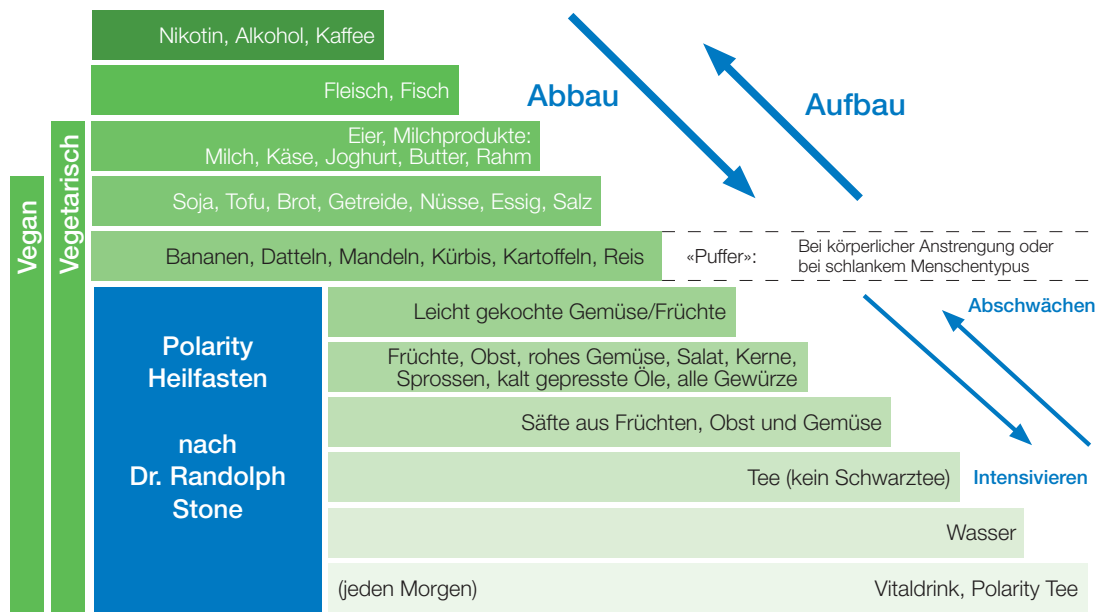 Nikotin, Alkohol, Kaffee
Fleisch, Fisch
Abbau
Aufbau
Eier, Milchprodukte:
Milch, Käse, Joghurt, Butter, Rahm
Soja, Tofu, Brot, Getreide, Nüsse, Essig, Salz
Vegan
Vegetarisch
Bananen, Datteln, Mandeln, Kürbis, Kartoffeln, Reis
«Puffer»:
Bei körperlicher Anstrengung oder
bei schlankem Menschentypus
Polarity
Heilfasten
nach
Dr. Randolph
Stone
Leicht gekochte Gemüse/Früchte
Abschwächen
Früchte, Obst, rohes Gemüse, Salat, Kerne,
Sprossen, kalt gepresste Öle, alle Gewürze
Säfte aus Früchten, Obst und Gemüse
Tee (kein Schwarztee)
Intensivieren
Wasser
(jeden Morgen)
Vitaldrink, Polarity Tee